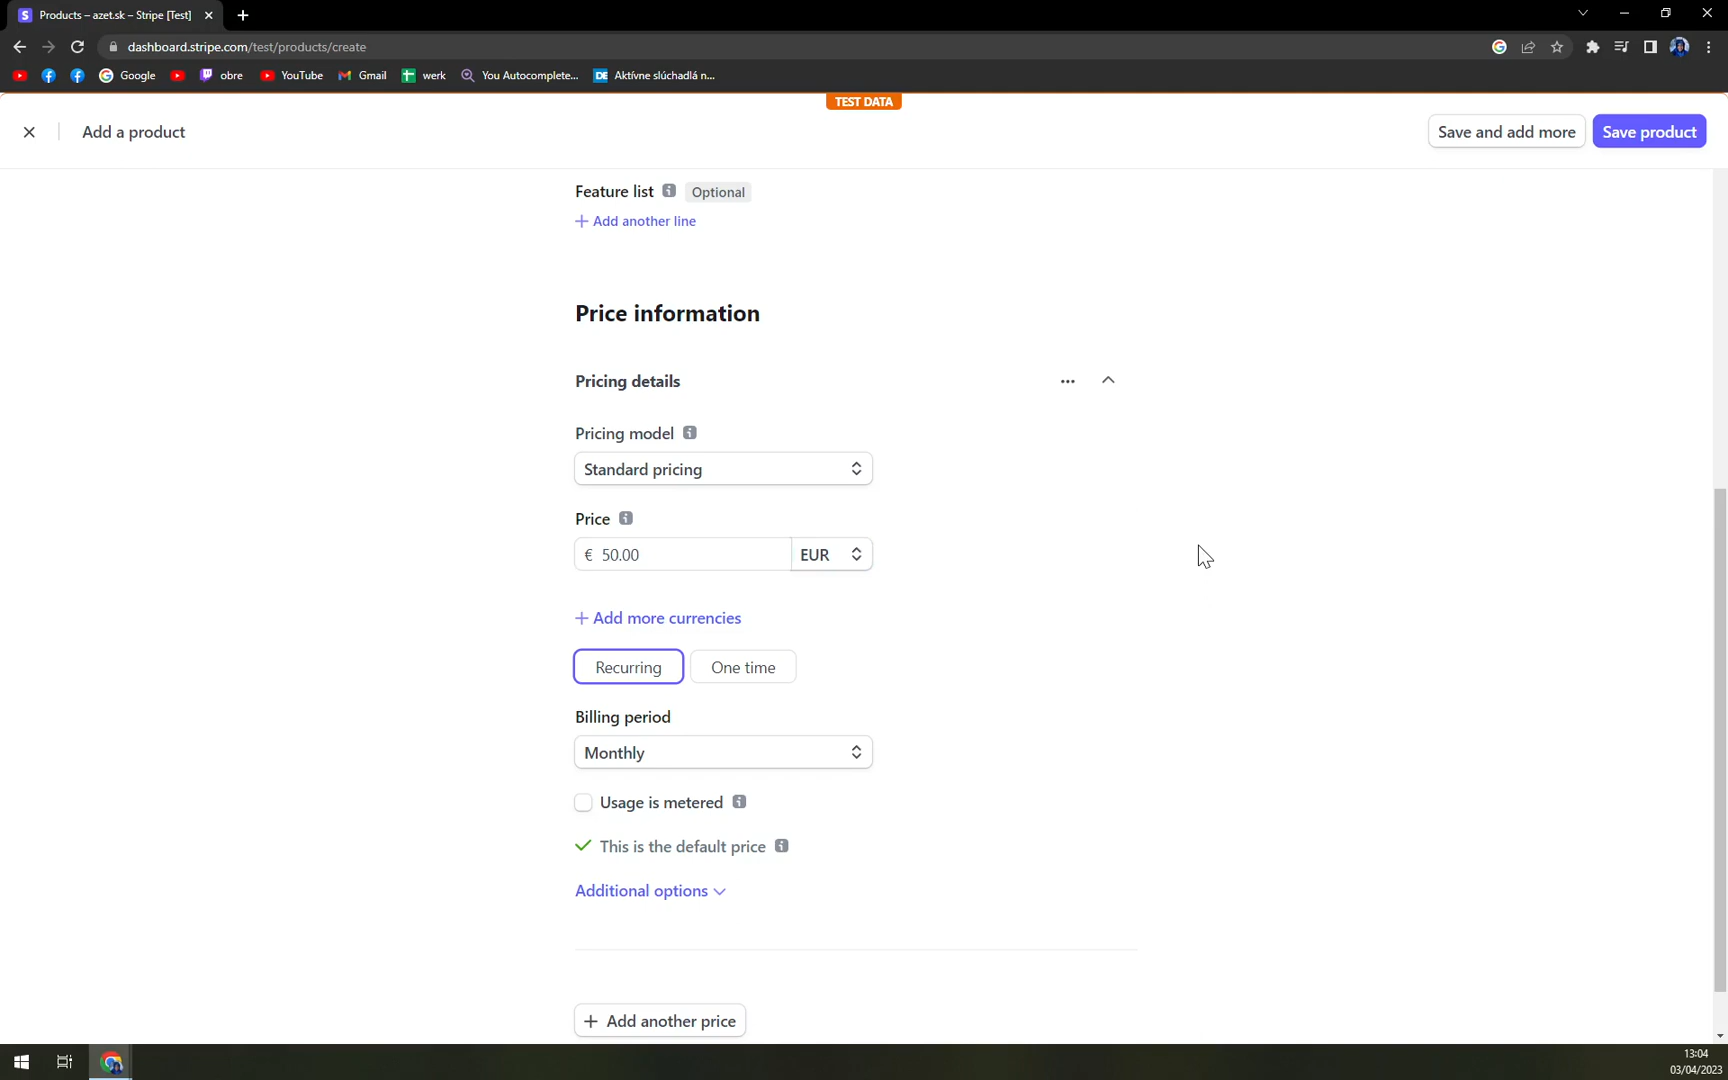 Products – azet.sk – Stripe [Test]
dashboard.stripe.com/test/products/create
Google
obre
YouTube
Gmail
werk
You Autocomplete...
DE Aktívne slúchadlá n...
TEST DATA
Add a product
Save and add more
Save product
Feature list
Optional
+ Add another line
Price information
Pricing details
Pricing model
Standard pricing
Price
€ 50.00
EUR
+ Add more currencies
Recurring
One time
Billing period
Monthly
Usage is metered
This is the default price
Additional options
+ Add another price
13:04
03/04/2023